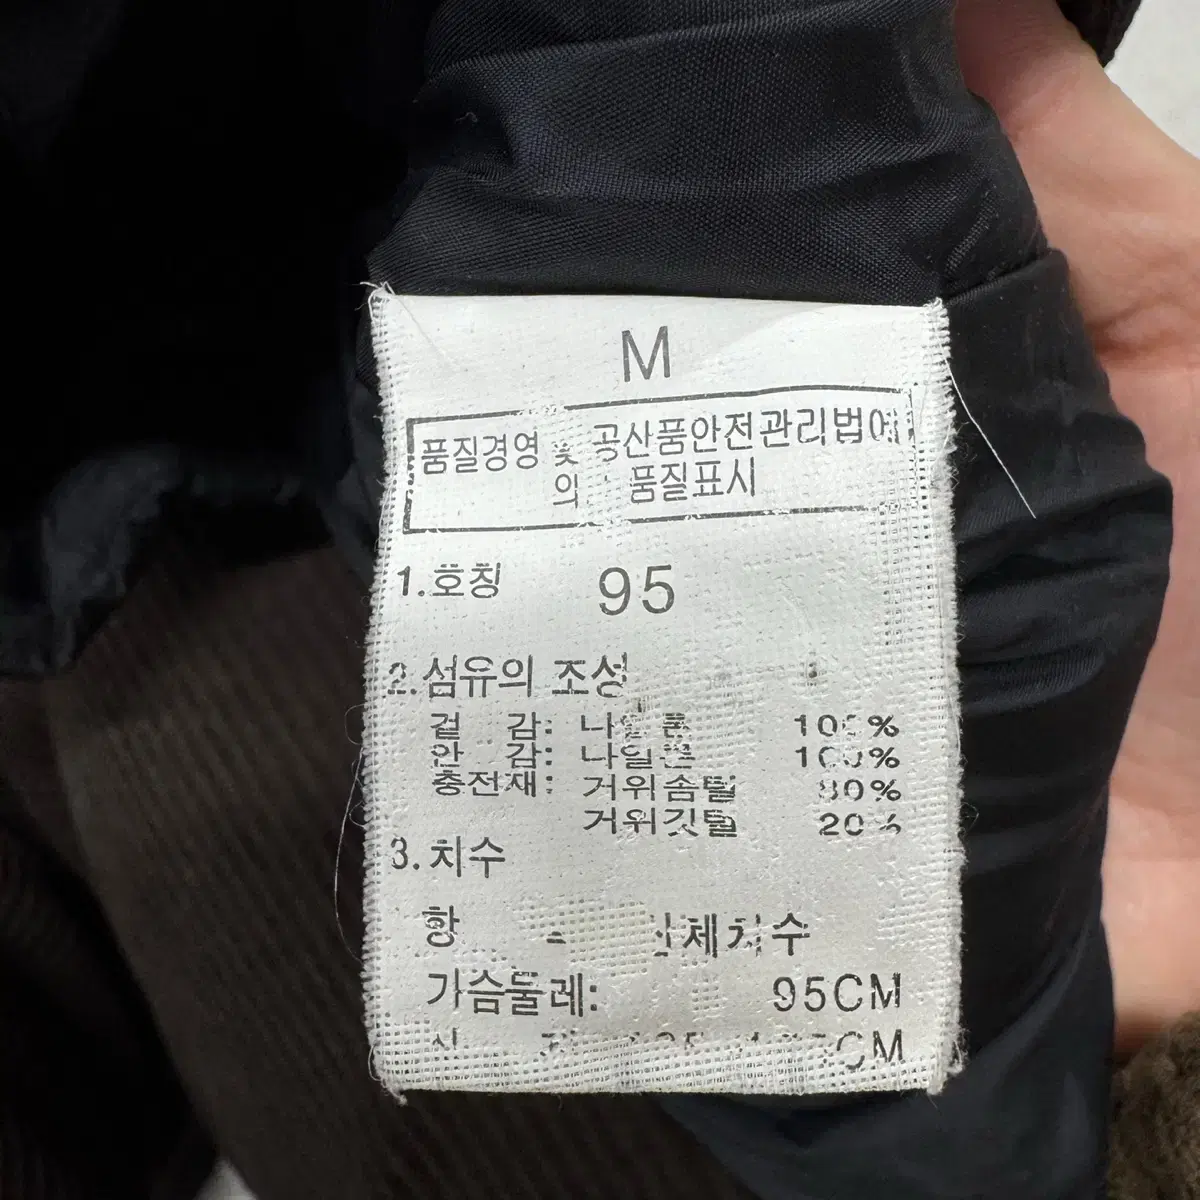 M
품질경영 및 공산품안전관리법에
의 품질표시
1.호칭 95
2.섬유의 조성
겉 감: 나일론 100%
안 감: 나일론 100%
충전재: 거위솜털 80%
거위깃털 20%
3.치수
항 신체치수
가슴둘레: 95CM
CM